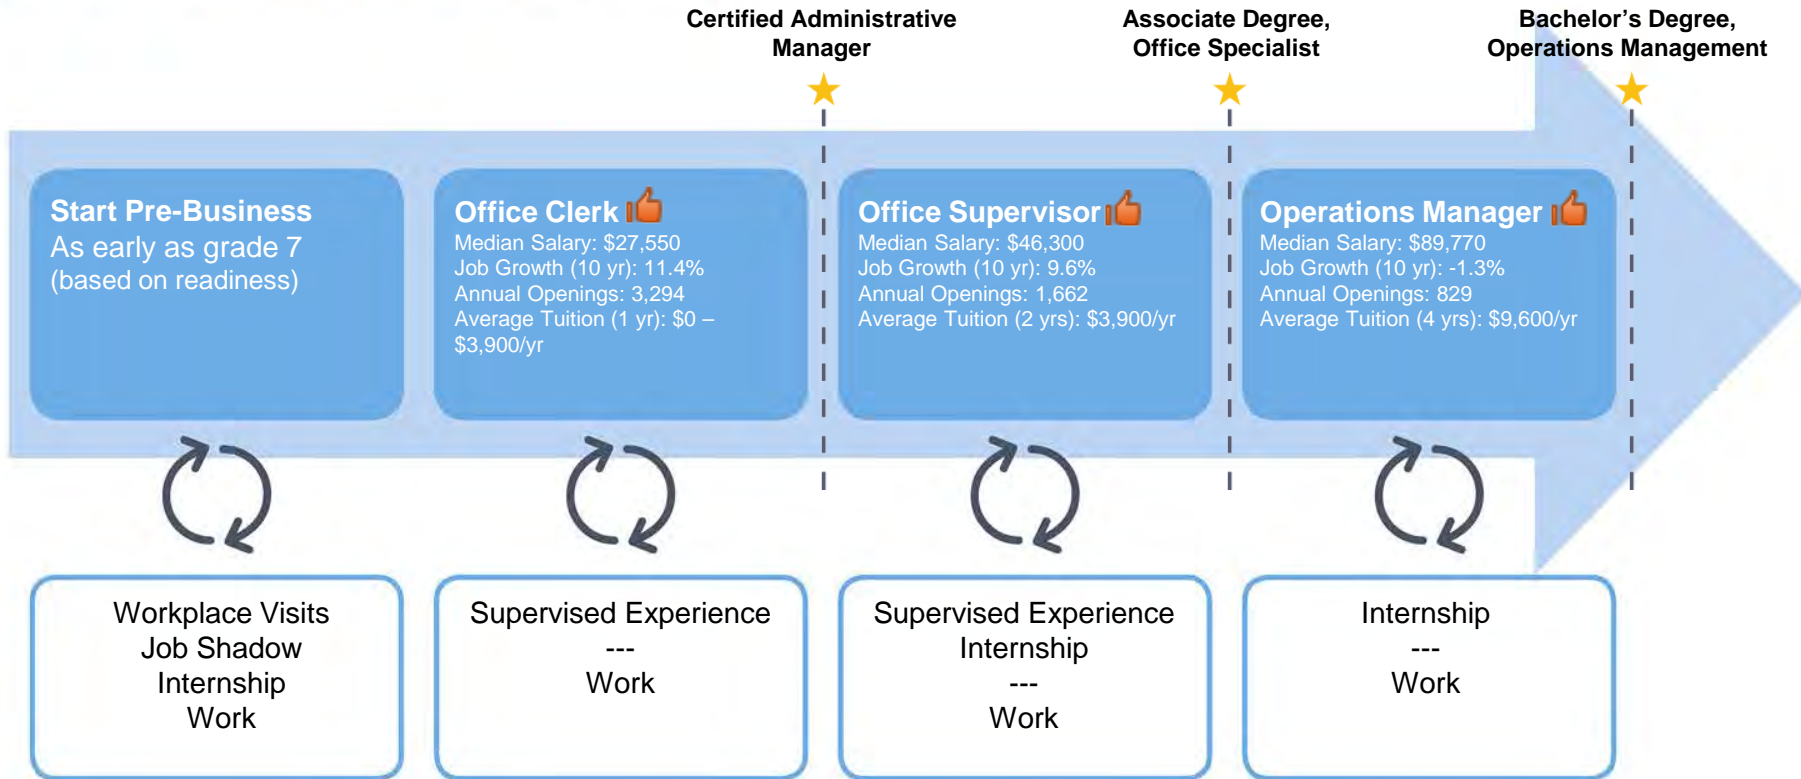 Certified Administrative
Manager
Associate Degree,
Office Specialist
Bachelor’s Degree,
Operations Management
Start Pre-Business
As early as grade 7
(based on readiness)
Office Clerk
Median Salary: $27,550
Job Growth (10 yr): 11.4%
Annual Openings: 3,294
Average Tuition (1 yr): $0 –
$3,900/yr
Office Supervisor
Median Salary: $46,300
Job Growth (10 yr): 9.6%
Annual Openings: 1,662
Average Tuition (2 yrs): $3,900/yr
Operations Manager
Median Salary: $89,770
Job Growth (10 yr): -1.3%
Annual Openings: 829
Average Tuition (4 yrs): $9,600/yr
Workplace Visits
Job Shadow
Internship
Work
Supervised Experience
---
Work
Supervised Experience
Internship
---
Work
Internship
---
Work